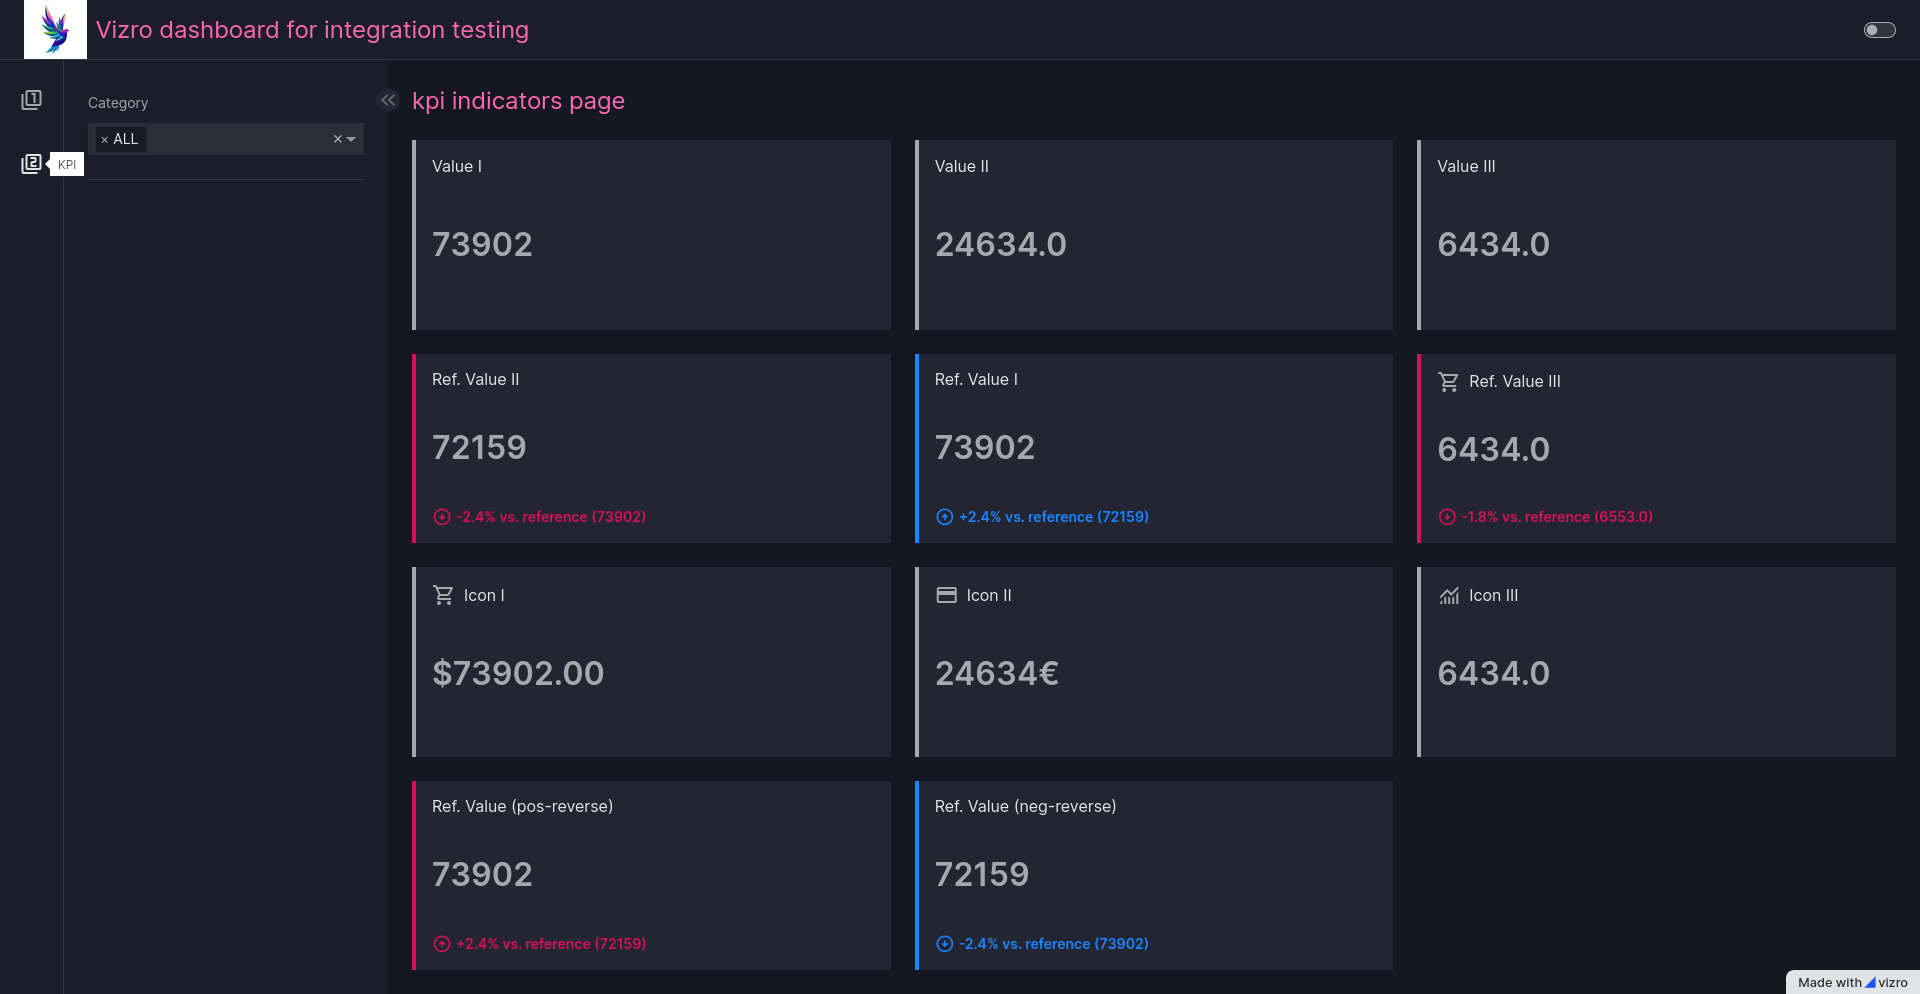 Vizro dashboard for integration testing
1
2
KPI
Category
× ALL
kpi indicators page
Value I
73902
Value II
24634.0
Value III
6434.0
Ref. Value II
72159
-2.4% vs. reference (73902)
Ref. Value I
73902
+2.4% vs. reference (72159)
Ref. Value III
6434.0
-1.8% vs. reference (6553.0)
Icon I
$73902.00
Icon II
24634€
Icon III
6434.0
Ref. Value (pos-reverse)
73902
+2.4% vs. reference (72159)
Ref. Value (neg-reverse)
72159
-2.4% vs. reference (73902)
Made with vizro